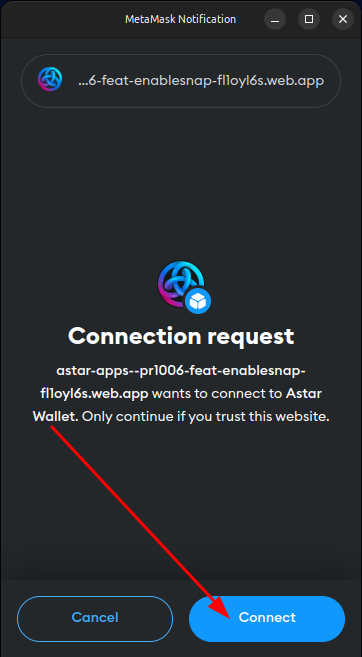 MetaMask Notification
...6-feat-enablesnap-fl1oyl6s.web.app
Connection request
astar-apps--pr1006-feat-enablesnap-
fl1oyl6s.web.app wants to connect to Astar
Wallet. Only continue if you trust this website.
Cancel
Connect